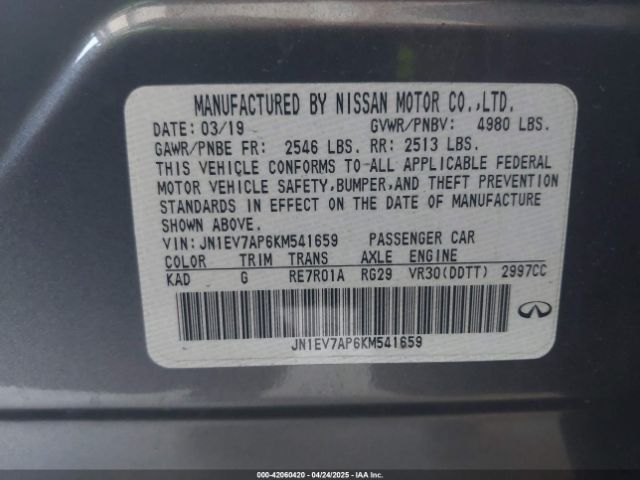 MANUFACTURED BY NISSAN MOTOR CO.,LTD.
DATE: 03/19 GVWR/PNBV: 4980 LBS.
GAWR/PNBE FR: 2546 LBS. RR: 2513 LBS.
THIS VEHICLE CONFORMS TO ALL APPLICABLE FEDERAL
MOTOR VEHICLE SAFETY,BUMPER,AND THEFT PREVENTION
STANDARDS IN EFFECT ON THE DATE OF MANUFACTURE
SHOWN ABOVE.
VIN: JN1EV7AP6KM541659 PASSENGER CAR
COLOR TRIM TRANS AXLE ENGINE
KAD G RE7R01A RG29 VR30(DDTT) 2997CC
JN1EV7AP6KM541659
000-42060420 - 04/24/2025 - IAAC